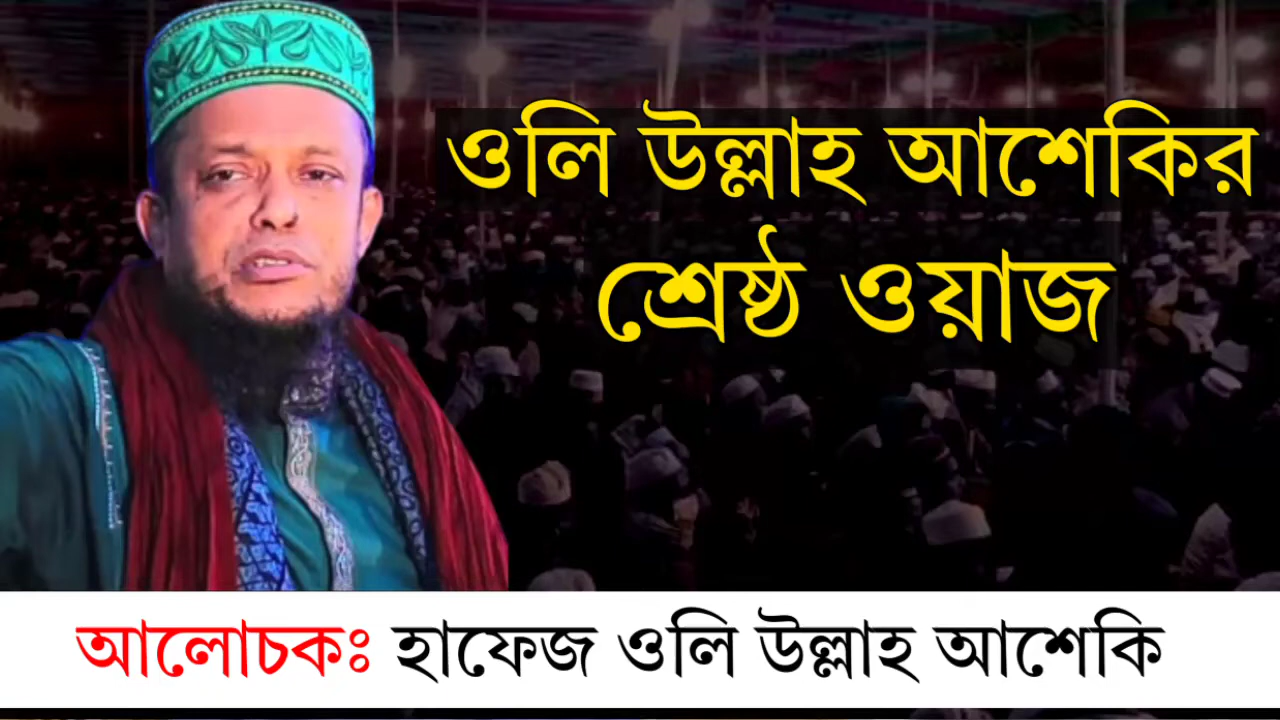 ওলি উল্লাহ আশেকির
শ্রেষ্ঠ ওয়াজ
আলোচকঃ হাফেজ ওলি উল্লাহ আশেকি